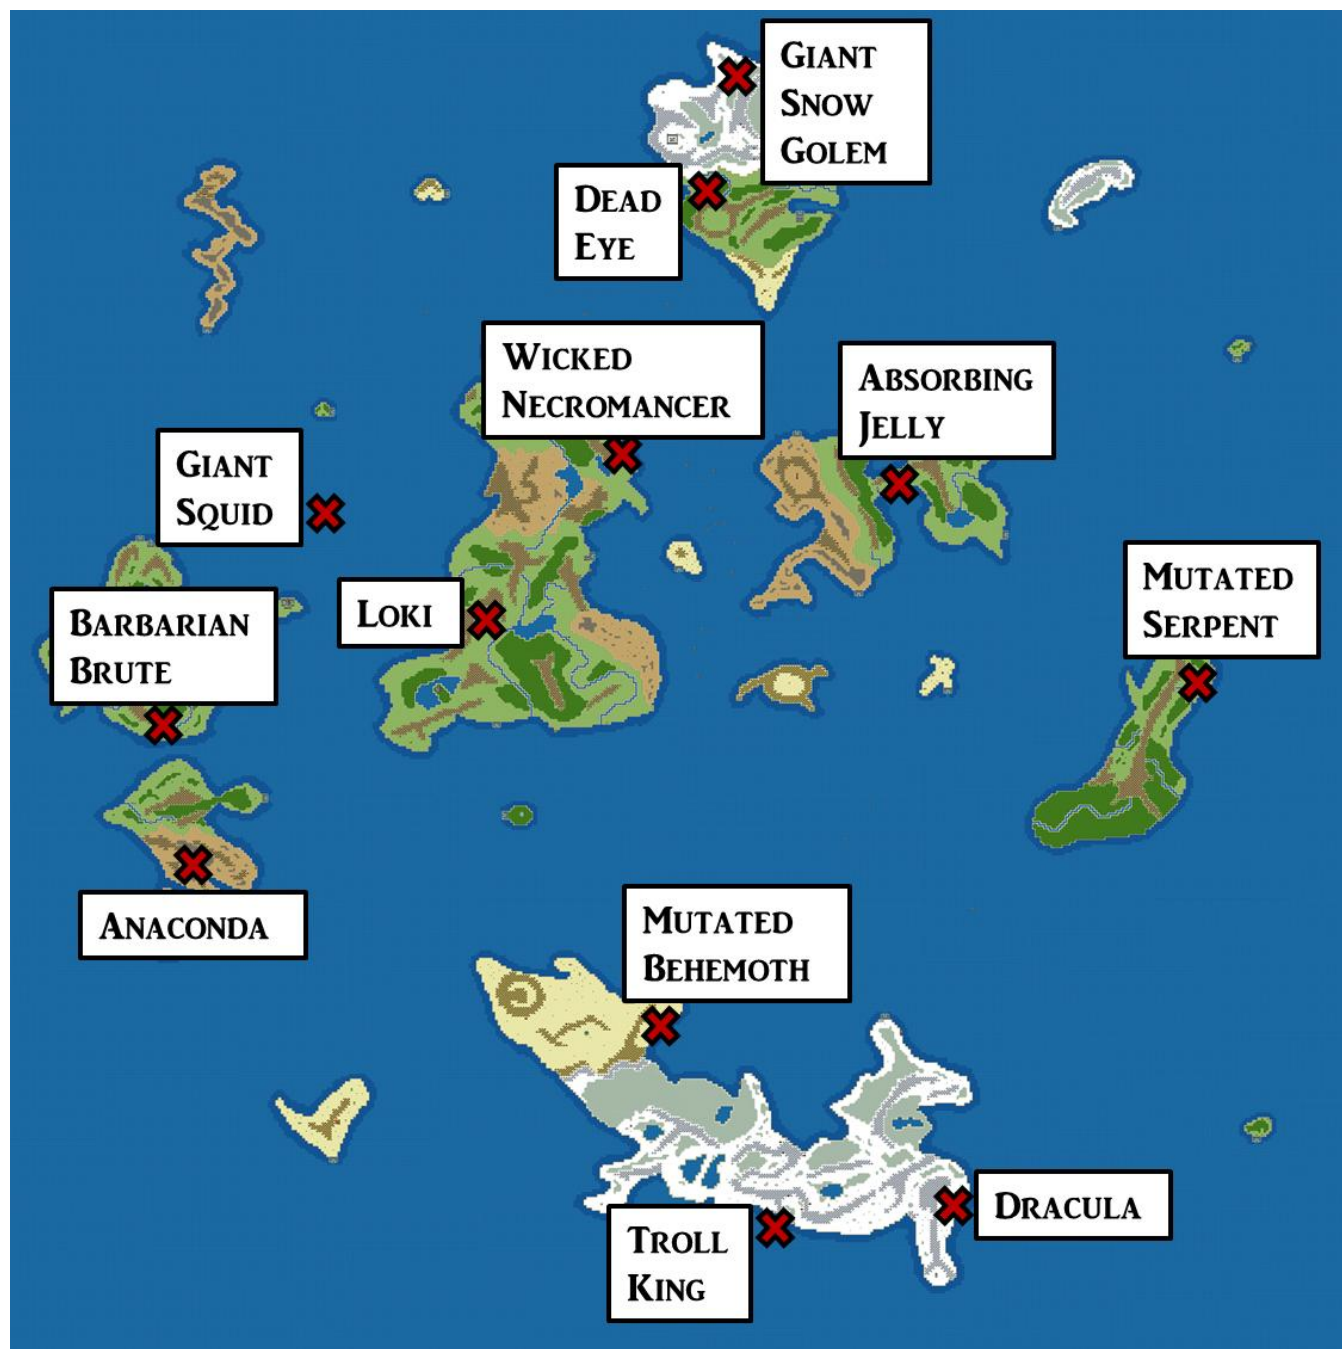 GIANT
SNOW
GOLEM
DEAD
EYE
WICKED
NECROMANCER
ABSORBING
JELLY
GIANT
SQUID
MUTATED
SERPENT
BARBARIAN
BRUTE
LOKI
ANACONDA
MUTATED
BEHEMOTH
DRACULA
TROLL
KING